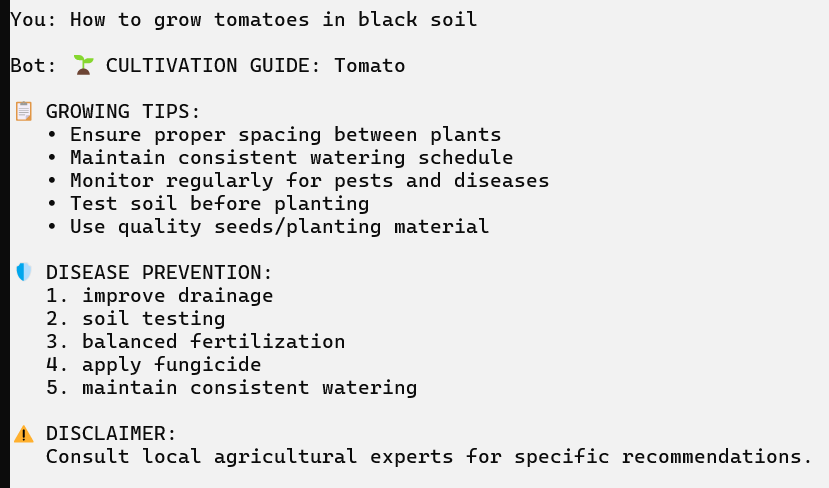 You: How to grow tomatoes in black soil
Bot: 🌱 CULTIVATION GUIDE: Tomato
📋 GROWING TIPS:
• Ensure proper spacing between plants
• Maintain consistent watering schedule
• Monitor regularly for pests and diseases
• Test soil before planting
• Use quality seeds/planting material
🛡️ DISEASE PREVENTION:
1. improve drainage
2. soil testing
3. balanced fertilization
4. apply fungicide
5. maintain consistent watering
⚠️ DISCLAIMER:
Consult local agricultural experts for specific recommendations.